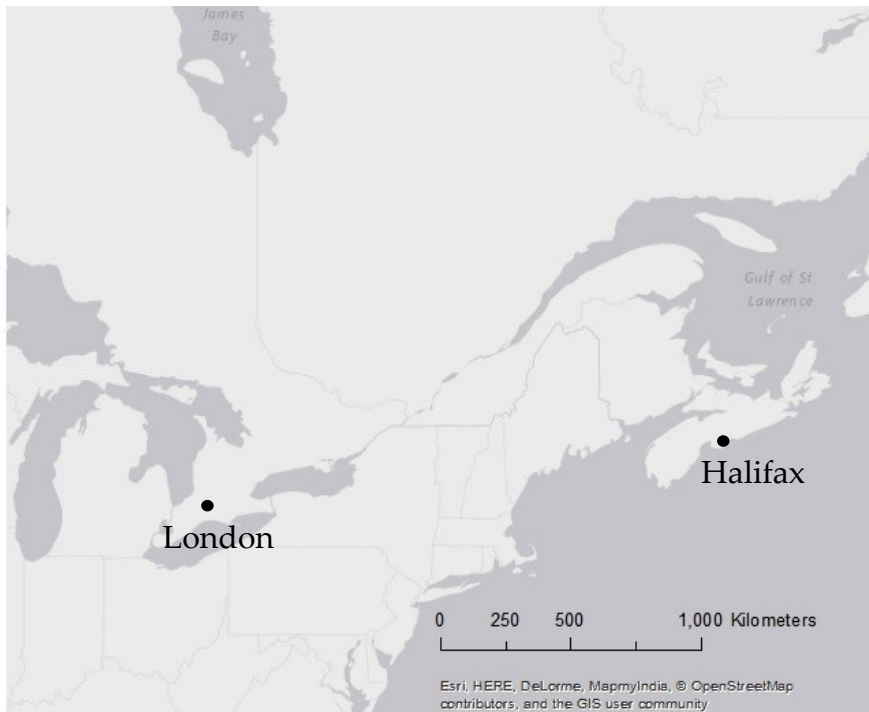 James
Bay
Gulf of St.
Lawrence
Halifax
London
0 250 500 1,000 Kilometers
Esri, HERE, DeLorme, MapmyIndia, © OpenStreetMap
contributors, and the GIS user community